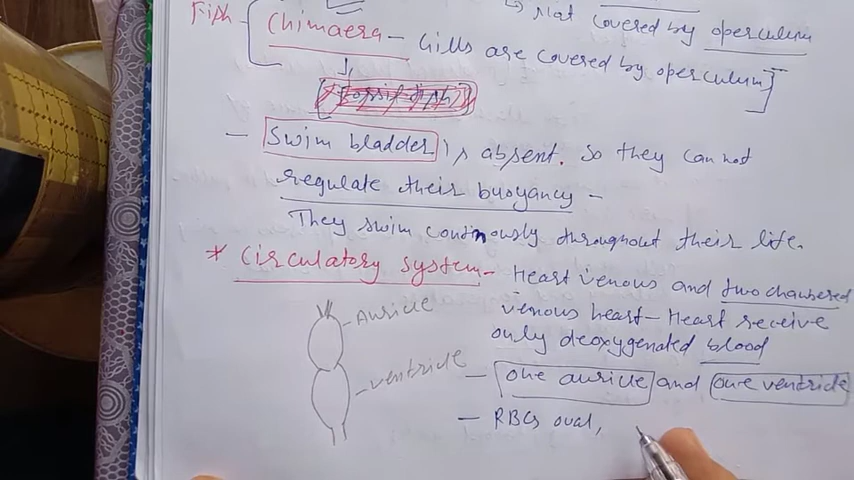 ↳ Not covered by operculum
Fish
Chimaera – Gills are covered by operculum]
– Swim bladder is absent. So they can not
regulate their buoyancy –
They swim continously throughout their life.
* Circulatory system – Heart venous and two chambered
venous heart – Heart receive
only deoxygenated blood
– Auricle
– ventricle
– one auricle and one ventricle
– RBCs oval,